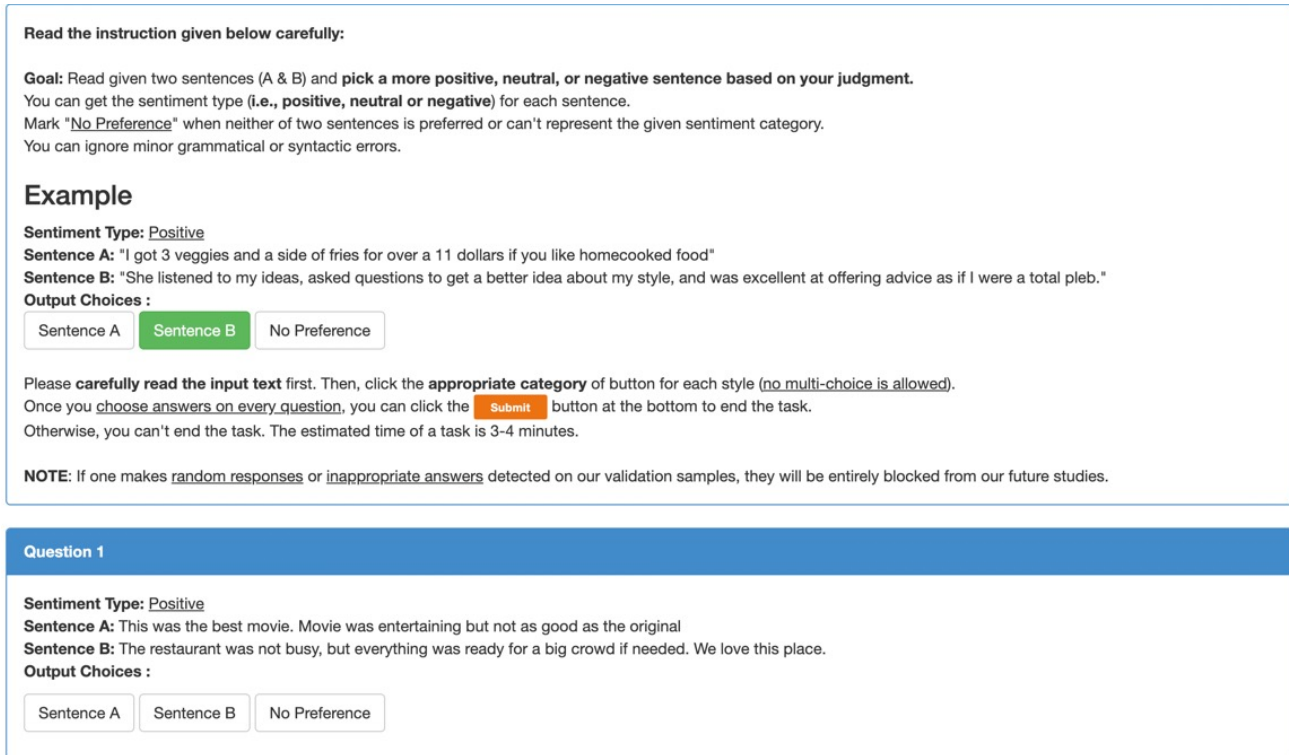 Read the instruction given below carefully:
Goal: Read given two sentences (A & B) and pick a more positive, neutral, or negative sentence based on your judgment.
You can get the sentiment type (i.e., positive, neutral or negative) for each sentence.
Mark "No Preference" when neither of two sentences is preferred or can't represent the given sentiment category.
You can ignore minor grammatical or syntactic errors.
Example
Sentiment Type: Positive
Sentence A: "I got 3 veggies and a side of fries for over a 11 dollars if you like homecooked food"
Sentence B: "She listened to my ideas, asked questions to get a better idea about my style, and was excellent at offering advice as if I were a total pleb."
Output Choices :
Sentence A Sentence B No Preference
Please carefully read the input text first. Then, click the appropriate category of button for each style (no multi-choice is allowed).
Once you choose answers on every question, you can click the Submit button at the bottom to end the task.
Otherwise, you can't end the task. The estimated time of a task is 3-4 minutes.
NOTE: If one makes random responses or inappropriate answers detected on our validation samples, they will be entirely blocked from our future studies.
Question 1
Sentiment Type: Positive
Sentence A: This was the best movie. Movie was entertaining but not as good as the original
Sentence B: The restaurant was not busy, but everything was ready for a big crowd if needed. We love this place.
Output Choices :
Sentence A Sentence B No Preference